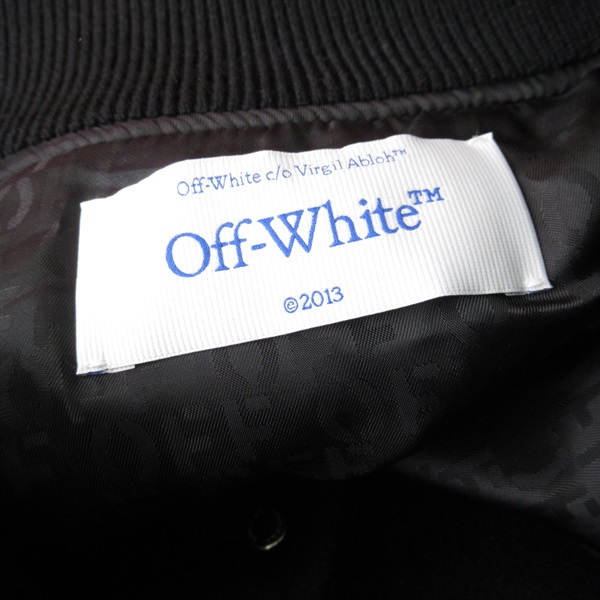 Off-White c/o Virgil Abloh™
Off-White™
©2013